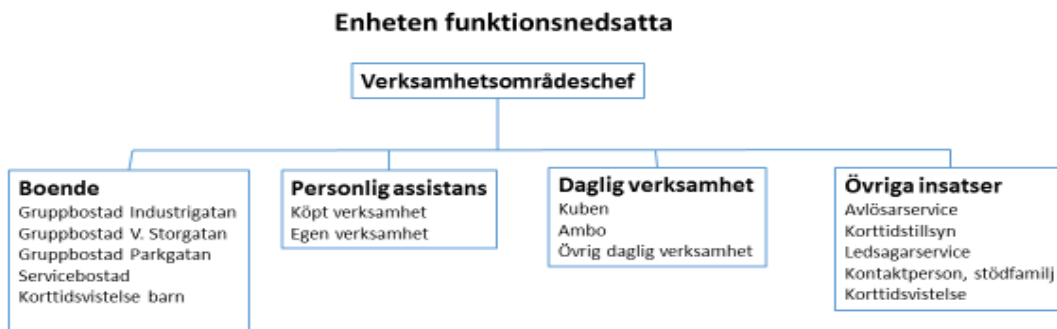 Enheten funktionsnedsatta
Verksamhetsområdeschef
Boende
Gruppbostad Industrigatan
Gruppbostad V. Storgatan
Gruppbostad Parkgatan
Servicebostad
Korttidsvistelse barn
Personlig assistans
Köpt verksamhet
Egen verksamhet
Daglig verksamhet
Kuben
Ambo
Övrig daglig verksamhet
Övriga insatser
Avlösarservice
Korttidstillsyn
Ledsagarservice
Kontaktperson, stödfamilj
Korttidsvistelse